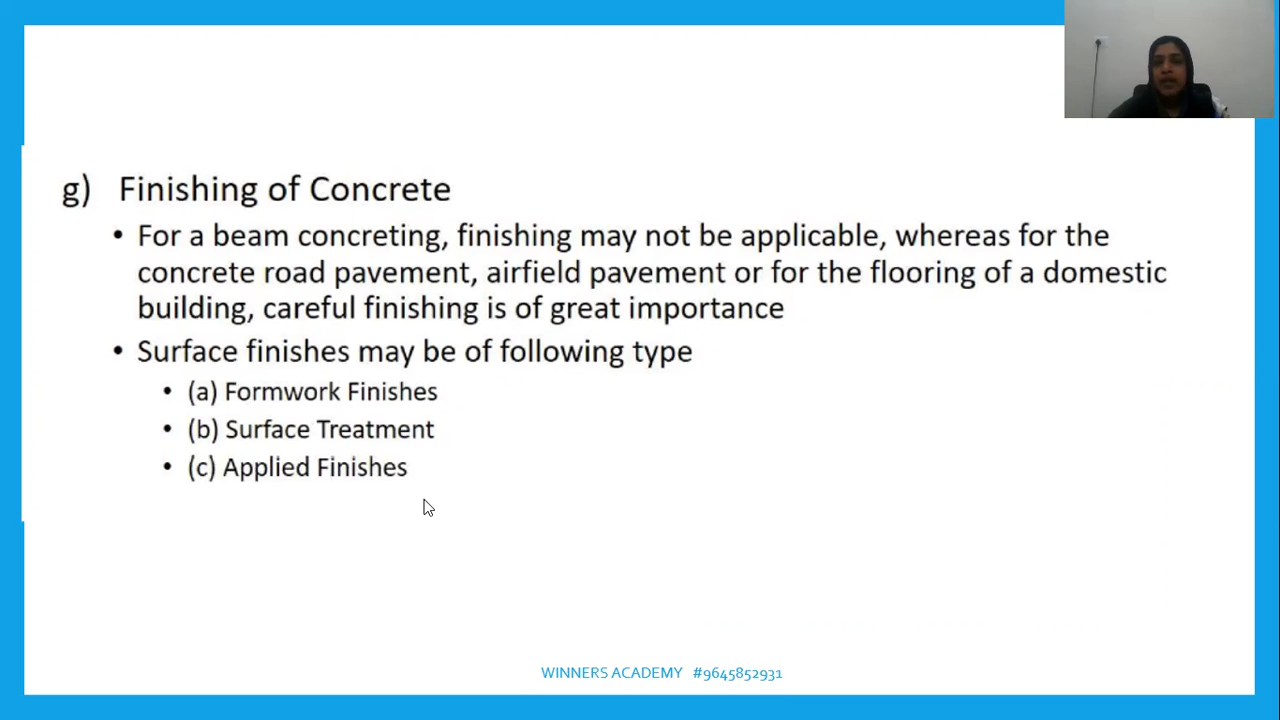 g) Finishing of Concrete
• For a beam concreting, finishing may not be applicable, whereas for the
concrete road pavement, airfield pavement or for the flooring of a domestic
building, careful finishing is of great importance
• Surface finishes may be of following type
• (a) Formwork Finishes
• (b) Surface Treatment
• (c) Applied Finishes
WINNERS ACADEMY #9645852931